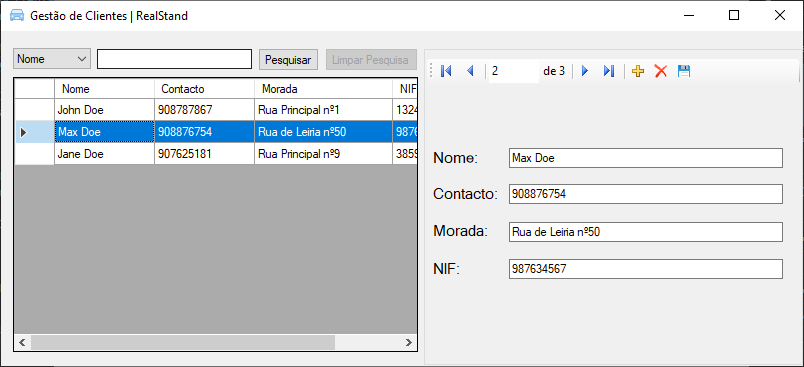 Gestão de Clientes | RealStand
Nome Pesquisar Limpar Pesquisa
2 de 3
Nome Contacto Morada NIF
John Doe 908787867 Rua Principal nº1 1324
Max Doe 908876754 Rua de Leiria nº50 9876
Jane Doe 907625181 Rua Principal nº9 3859
Nome: Max Doe
Contacto: 908876754
Morada: Rua de Leiria nº50
NIF: 987634567